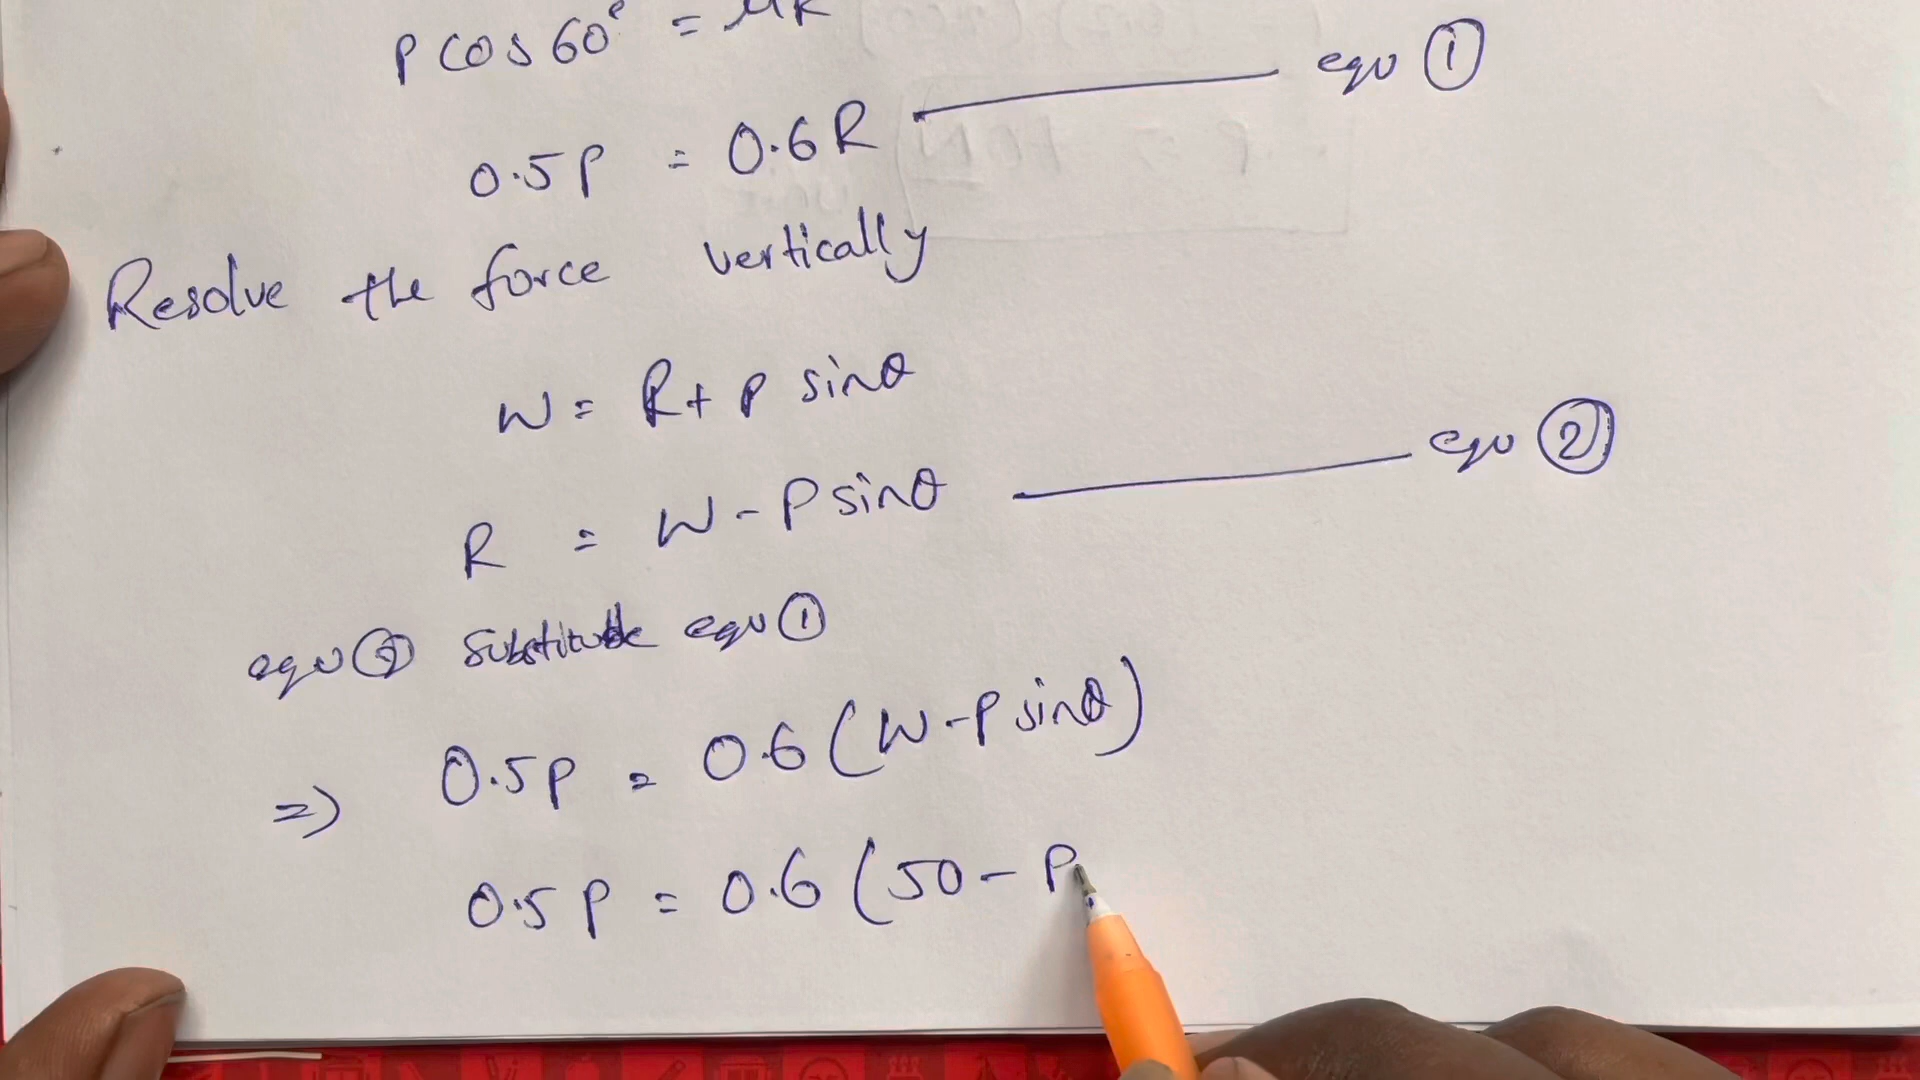 P cos 60° = μR
0.5P = 0.6R equ ①
Resolve the force vertically
W = R + P sinθ
R = W - P sinθ equ ②
equ ② Substitute equ ①
=> 0.5P = 0.6 (W - P sinθ)
0.5P = 0.6 (50 - P